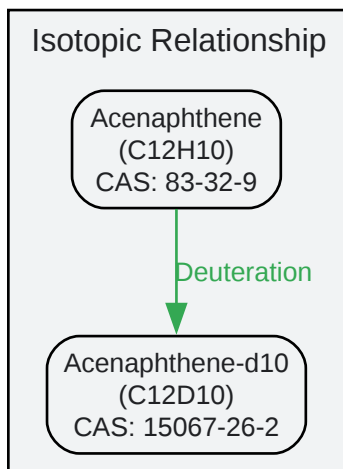 Isotopic Relationship
Acenaphthene
(C12H10)
CAS: 83-32-9
Deuteration
Acenaphthene-d10
(C12D10)
CAS: 15067-26-2